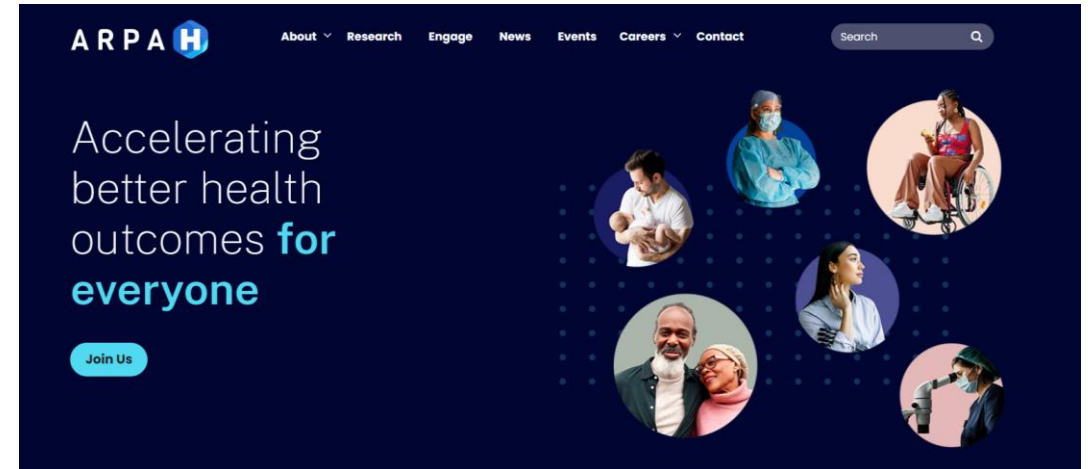 ARPA H
About Research Engage News Events Careers Contact Search
Accelerating
better health
outcomes for
everyone
Join Us